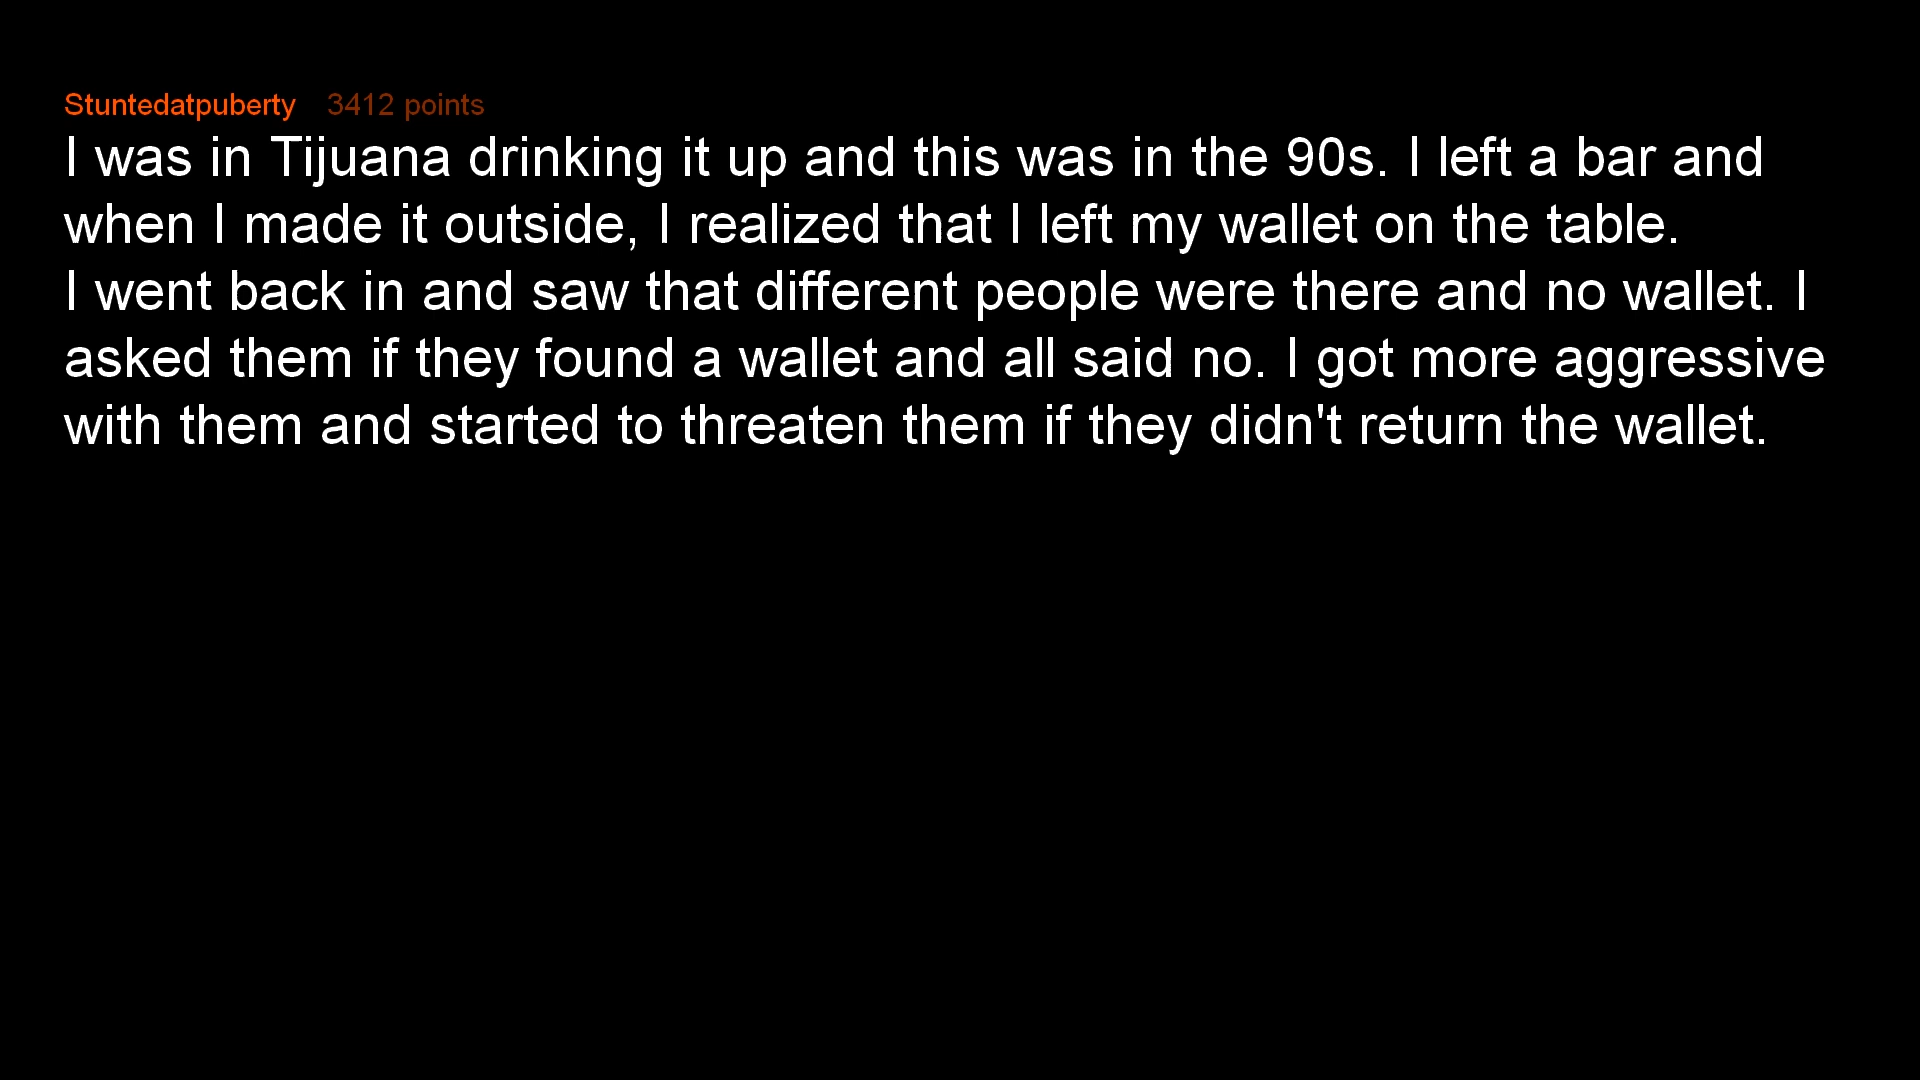 Stuntedatpuberty 3412 points
I was in Tijuana drinking it up and this was in the 90s. I left a bar and
when I made it outside, I realized that I left my wallet on the table.
I went back in and saw that different people were there and no wallet. I
asked them if they found a wallet and all said no. I got more aggressive
with them and started to threaten them if they didn't return the wallet.